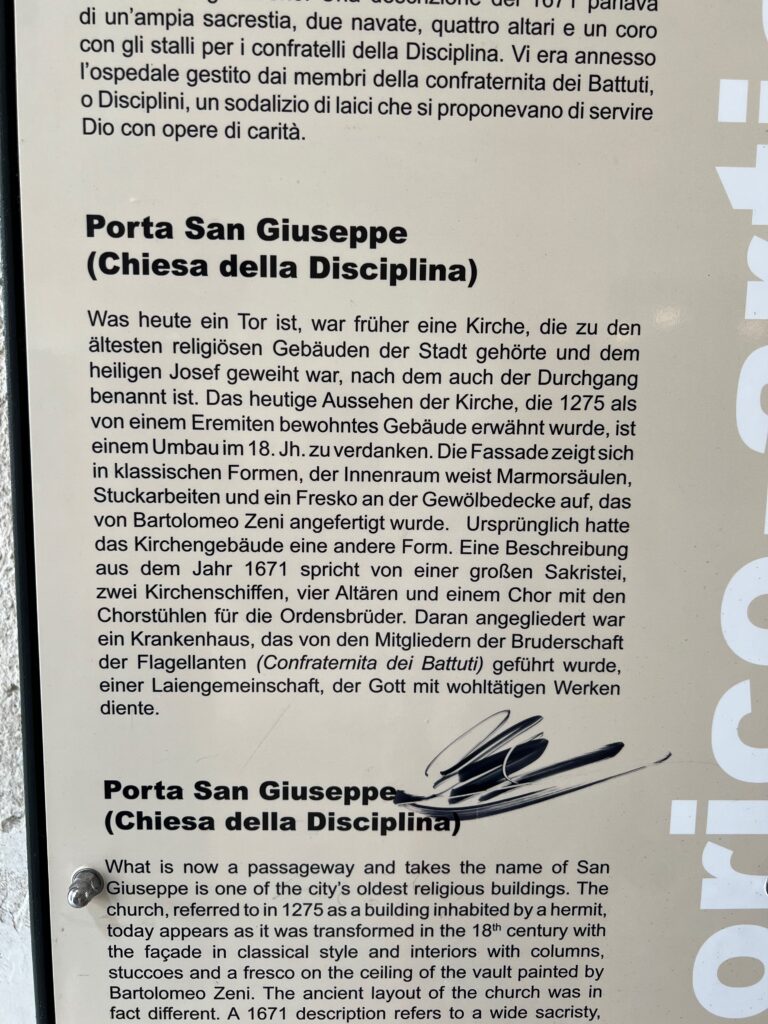 descrizione del 1671 parlava
di un'ampia sacrestia, due navate, quattro altari e un coro
con gli stalli per i confratelli della Disciplina. Vi era annesso
l'ospedale gestito dai membri della confraternita dei Battuti,
o Disciplini, un sodalizio di laici che si proponevano di servire
Dio con opere di carità.
Porta San Giuseppe
(Chiesa della Disciplina)
Was heute ein Tor ist, war früher eine Kirche, die zu den
ältesten religiösen Gebäuden der Stadt gehörte und dem
heiligen Josef geweiht war, nach dem auch der Durchgang
benannt ist. Das heutige Aussehen der Kirche, die 1275 als
von einem Eremiten bewohntes Gebäude erwähnt wurde, ist
einem Umbau im 18. Jh. zu verdanken. Die Fassade zeigt sich
in klassischen Formen, der Innenraum weist Marmorsäulen,
Stuckarbeiten und ein Fresko an der Gewölbedecke auf, das
von Bartolomeo Zeni angefertigt wurde. Ursprünglich hatte
das Kirchengebäude eine andere Form. Eine Beschreibung
aus dem Jahr 1671 spricht von einer großen Sakristei,
zwei Kirchenschiffen, vier Altären und einem Chor mit den
Chorstühlen für die Ordensbrüder. Daran angegliedert war
ein Krankenhaus, das von den Mitgliedern der Bruderschaft
der Flagellanten (Confraternita dei Battuti) geführt wurde,
einer Laiengemeinschaft, der Gott mit wohltätigen Werken
diente.
Porta San Giuseppe
(Chiesa della Disciplina)
What is now a passageway and takes the name of San
Giuseppe is one of the city's oldest religious buildings. The
church, referred to in 1275 as a building inhabited by a hermit,
today appears as it was transformed in the 18th century with
the façade in classical style and interiors with columns,
stuccoes and a fresco on the ceiling of the vault painted by
Bartolomeo Zeni. The ancient layout of the church was in
fact different. A 1671 description refers to a wide sacristy,
orico-arti